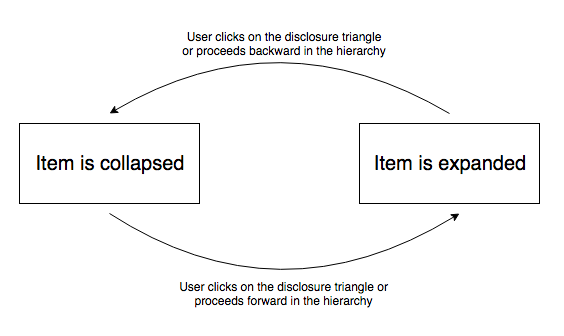 User clicks on the disclosure triangle
or proceeds backward in the hierarchy
Item is collapsed
Item is expanded
User clicks on the disclosure triangle or
proceeds forward in the hierarchy